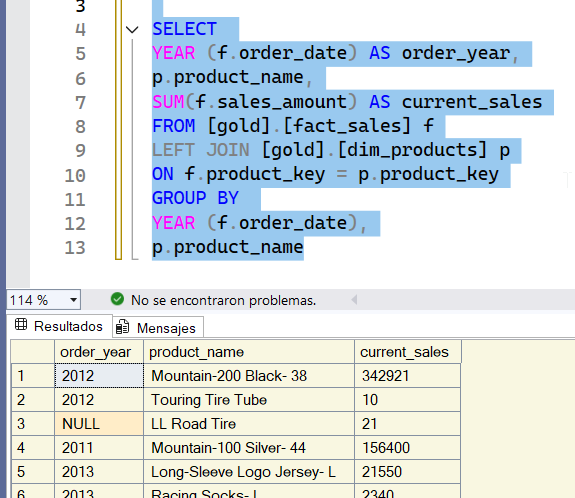 3
4 SELECT
5 YEAR (f.order_date) AS order_year,
6 p.product_name,
7 SUM(f.sales_amount) AS current_sales
8 FROM [gold].[fact_sales] f
9 LEFT JOIN [gold].[dim_products] p
10 ON f.product_key = p.product_key
11 GROUP BY
12 YEAR (f.order_date),
13 p.product_name
114 % No se encontraron problemas.
Resultados Mensajes
order_year product_name current_sales
1 2012 Mountain-200 Black- 38 342921
2 2012 Touring Tire Tube 10
3 NULL LL Road Tire 21
4 2011 Mountain-100 Silver- 44 156400
5 2013 Long-Sleeve Logo Jersey- L 21550
6 2013 Racing Socks- L 2340